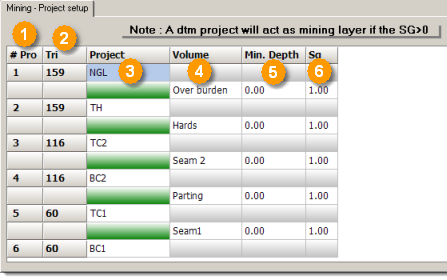 Mining - Project setup
Note : A dtm project will act as mining layer if the SG>0
1 2 3 4 5 6
# Pro Tri Project Volume Min. Depth Sg
1 159 NGL
Over burden 0.00 1.00
2 159 TH
Hards 0.00 1.00
3 116 TC2
Seam 2 0.00 1.00
4 116 BC2
Parting 0.00 1.00
5 60 TC1
Seam1 0.00 1.00
6 60 BC1